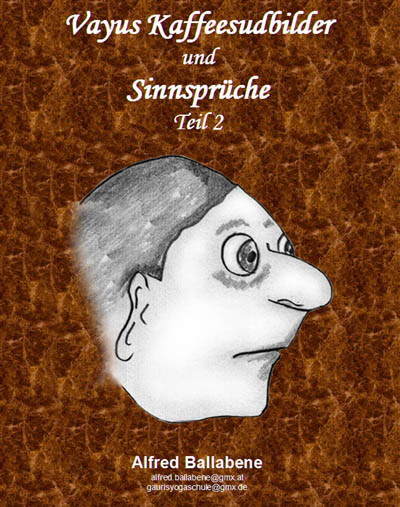 Vayus Kaffeesudbilder
und
Sinnsprüche
Teil 2
Alfred Ballabene
alfred.ballabene@gmx.at
gaurisyogaschule@gmx.de